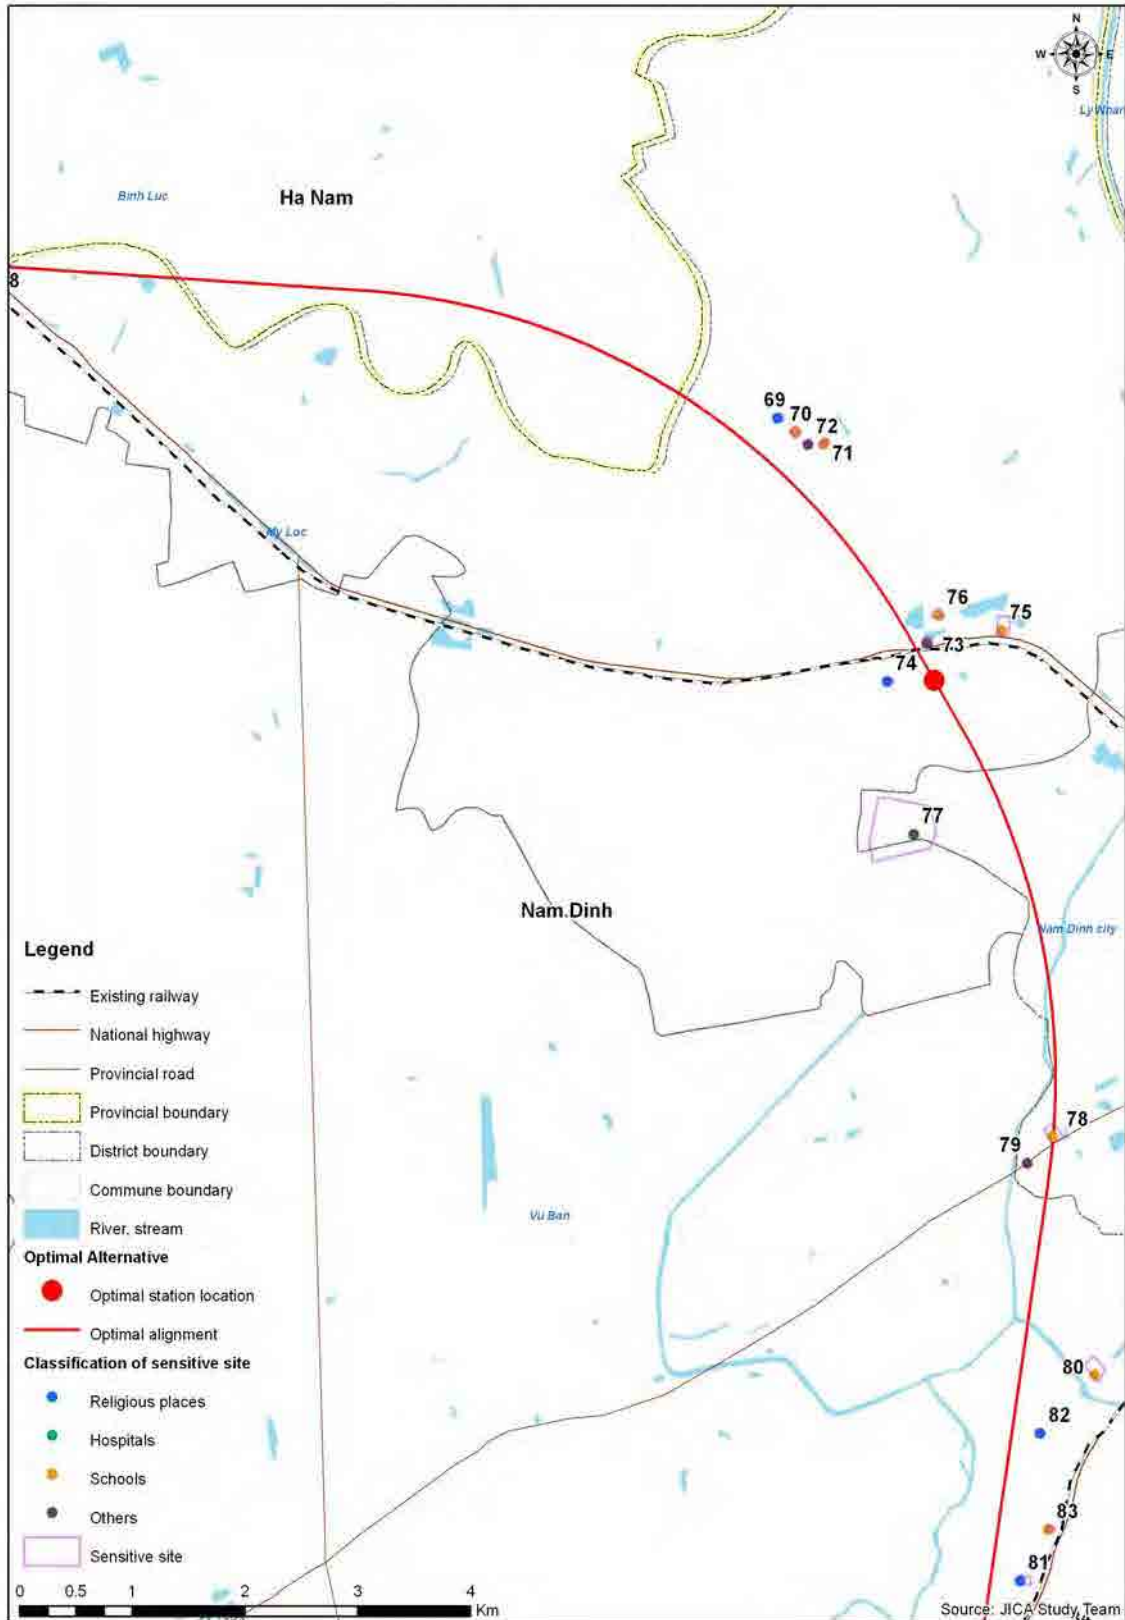 N
W
E
S
Binh Luc
Ha Nam
8
69
70
72
71
My Loc
76
75
73
74
77
Nam Dinh
Nam Dinh city
78
79
Vu Ban
80
82
83
81
Legend
Existing railway
National highway
Provincial road
Provincial boundary
District boundary
Commune boundary
River, stream
Optimal Alternative
Optimal station location
Optimal alignment
Classification of sensitive site
Religious places
Hospitals
Schools
Others
Sensitive site
0 0.5 1 2 3 4
Km
Source: JICA Study Team